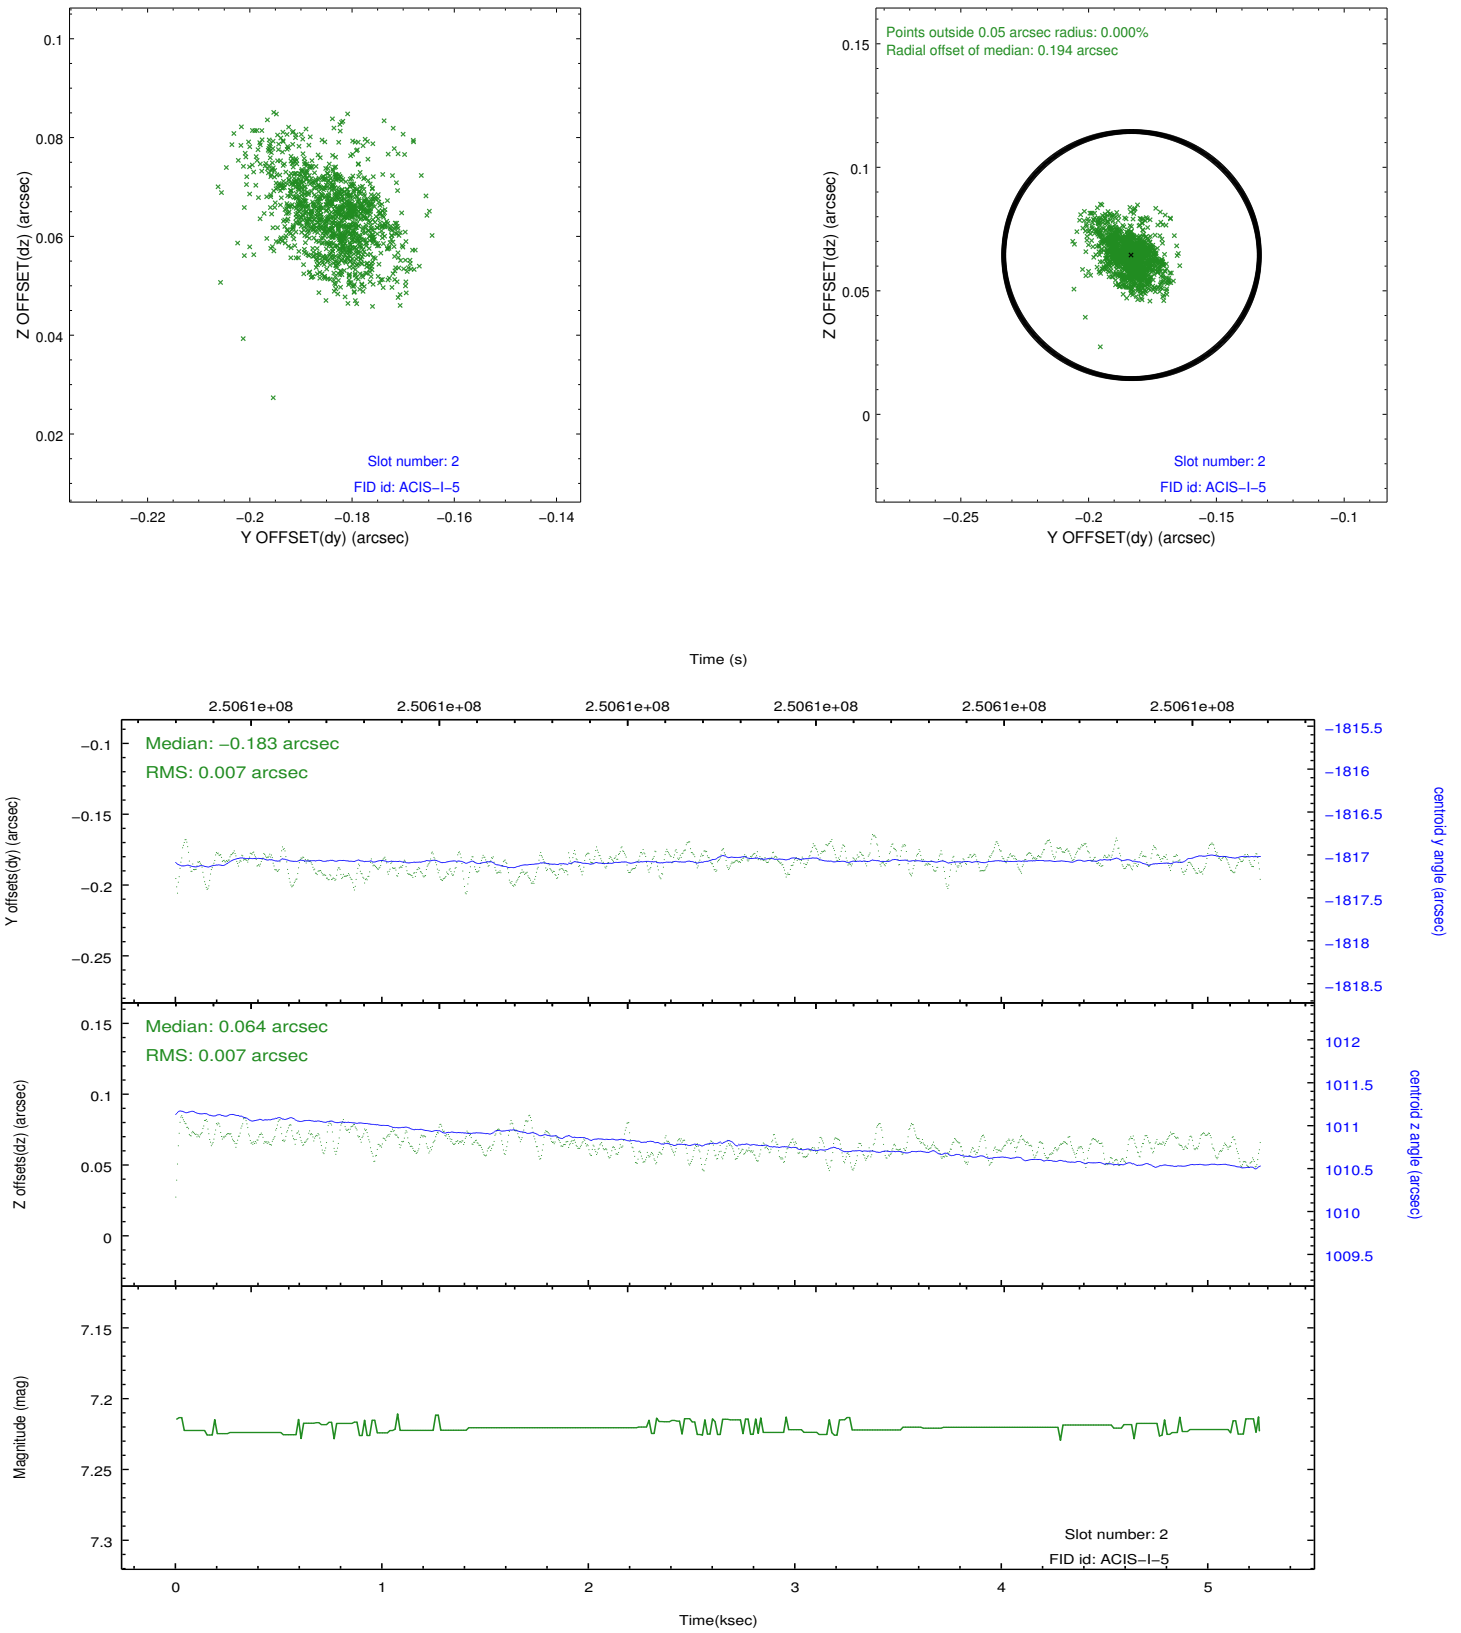 0.1
0.08
0.06
0.04
0.02
Z OFFSET(dz) (arcsec)
Slot number: 2
FID id: ACIS−I−5
−0.22 −0.2 −0.18 −0.16 −0.14
Y OFFSET(dy) (arcsec)
Points outside 0.05 arcsec radius: 0.000%
Radial offset of median: 0.194 arcsec
0.15
0.1
0.05
0
Z OFFSET(dz) (arcsec)
Slot number: 2
FID id: ACIS−I−5
−0.25 −0.2 −0.15 −0.1
Y OFFSET(dy) (arcsec)
Time (s)
2.5061e+08 2.5061e+08 2.5061e+08 2.5061e+08 2.5061e+08 2.5061e+08
Median: −0.183 arcsec
RMS: 0.007 arcsec
−0.1
−0.15
−0.2
−0.25
Y offsets(dy) (arcsec)
−1815.5
−1816
−1816.5
−1817
−1817.5
−1818
−1818.5
centroid y angle (arcsec)
Median: 0.064 arcsec
RMS: 0.007 arcsec
0.15
0.1
0.05
0
Z offsets(dz) (arcsec)
1012
1011.5
1011
1010.5
1010
1009.5
centroid z angle (arcsec)
7.15
7.2
7.25
7.3
Magnitude (mag)
Slot number: 2
FID id: ACIS−I−5
0 1 2 3 4 5
Time(ksec)